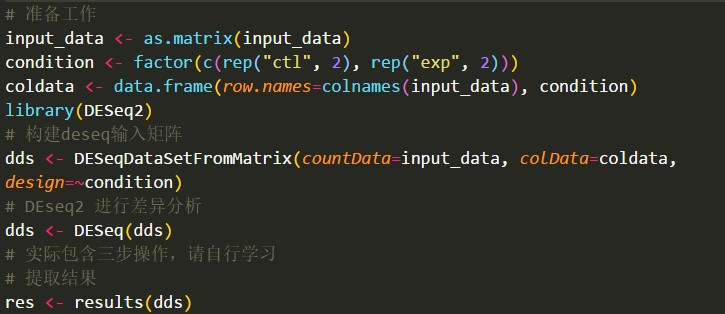 # 准备工作
input_data <- as.matrix(input_data)
condition <- factor(c(rep("ctl", 2), rep("exp", 2)))
coldata <- data.frame(row.names=colnames(input_data), condition)
library(DESeq2)
# 构建deseq输入矩阵
dds <- DESeqDataSetFromMatrix(countData=input_data, colData=coldata,
design=~condition)
# DEseq2 进行差异分析
dds <- DESeq(dds)
# 实际包含三步操作，请自行学习
# 提取结果
res <- results(dds)